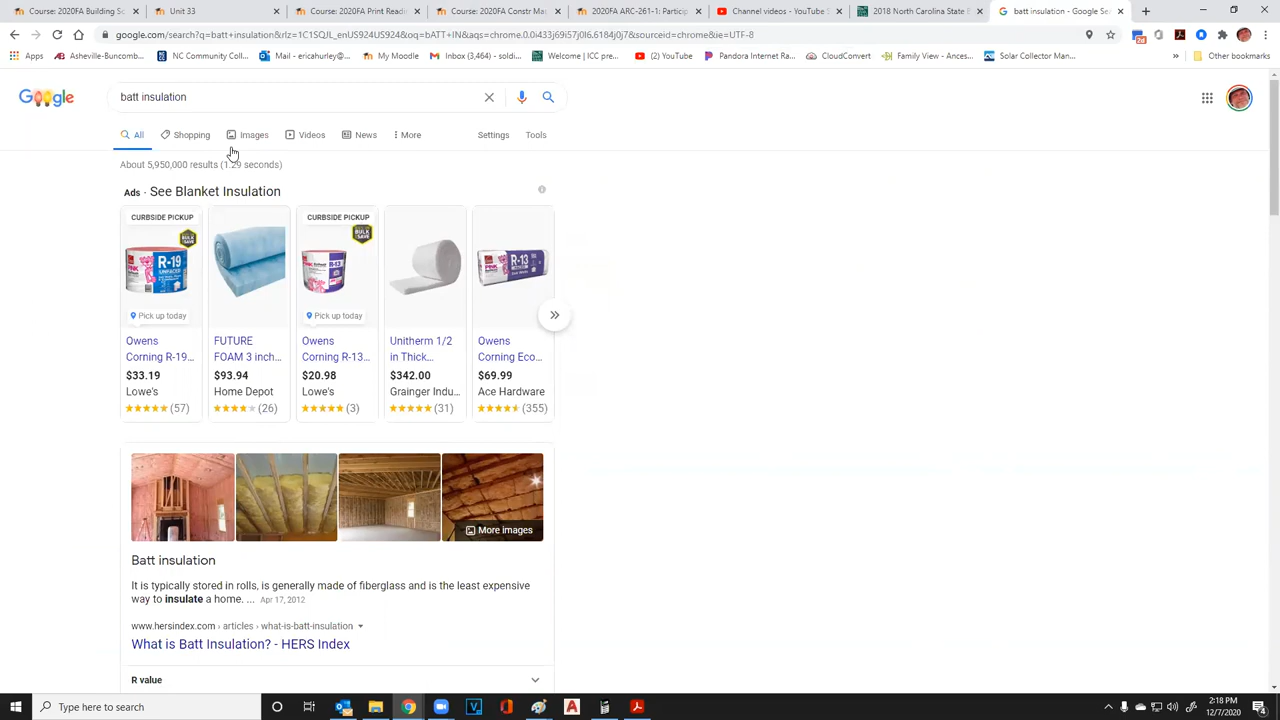 Course: 2020FA Building Sc
Unit 33
Course: 2020FA Print Readi
Course: 2020FA Constr Ma
2020FA ARC-261-1: Particip
Channel videos - YouTube S
2018 North Carolina State E
batt insulation - Google Sea
google.com/search?q=batt+insulation&rlz=1C1SQJL_enUS924US924&oq=bATT+IN&aqs=chrome.0.0i433j69i57j0l6.6184j0j7&sourceid=chrome&ie=UTF-8
Apps
Asheville-Buncomb...
NC Community Coll...
Mail - ericahurley@...
My Moodle
Inbox (3,464) - soldi...
Welcome | ICC pre...
(2) YouTube
Pandora Internet Ra...
CloudConvert
Family View - Ances...
Solar Collector Man...
»
Other bookmarks
Google
batt insulation
All
Shopping
Images
Videos
News
More
Settings
Tools
About 5,950,000 results (1.29 seconds)
Ads · See Blanket Insulation
CURBSIDE PICKUP
CURBSIDE PICKUP
R-19
R-13
R-13
Pick up today
Pick up today
Owens
Corning R-19...
$33.19
Lowe's
(57)
FUTURE
FOAM 3 inch...
$93.94
Home Depot
(26)
Owens
Corning R-13...
$20.98
Lowe's
(3)
Unitherm 1/2
in Thick...
$342.00
Grainger Indu...
(31)
Owens
Corning Eco...
$69.99
Ace Hardware
(355)
More images
Batt insulation
It is typically stored in rolls, is generally made of fiberglass and is the least expensive
way to insulate a home. ... Apr 17, 2012
www.hersindex.com › articles › what-is-batt-insulation
What is Batt Insulation? - HERS Index
R value
Type here to search
2:18 PM
12/7/2020